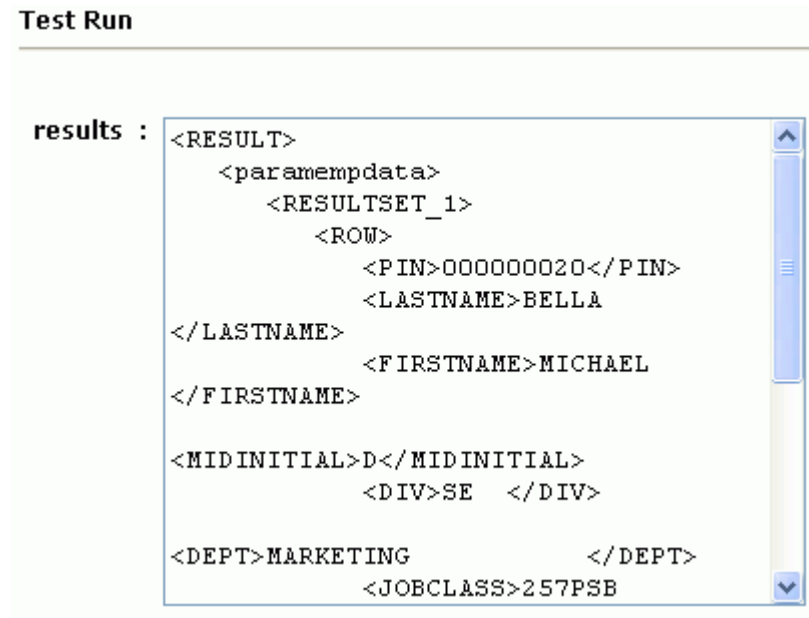 Test Run
results :
<RESULT>
<paramempdata>
<RESULTSET_1>
<ROW>
<PIN>000000020</PIN>
<LASTNAME>BELLA
</LASTNAME>
<FIRSTNAME>MICHAEL
</FIRSTNAME>
<MIDINITIAL>D</MIDINITIAL>
<DIV>SE  </DIV>
<DEPT>MARKETING            </DEPT>
<JOBCLASS>257PSB